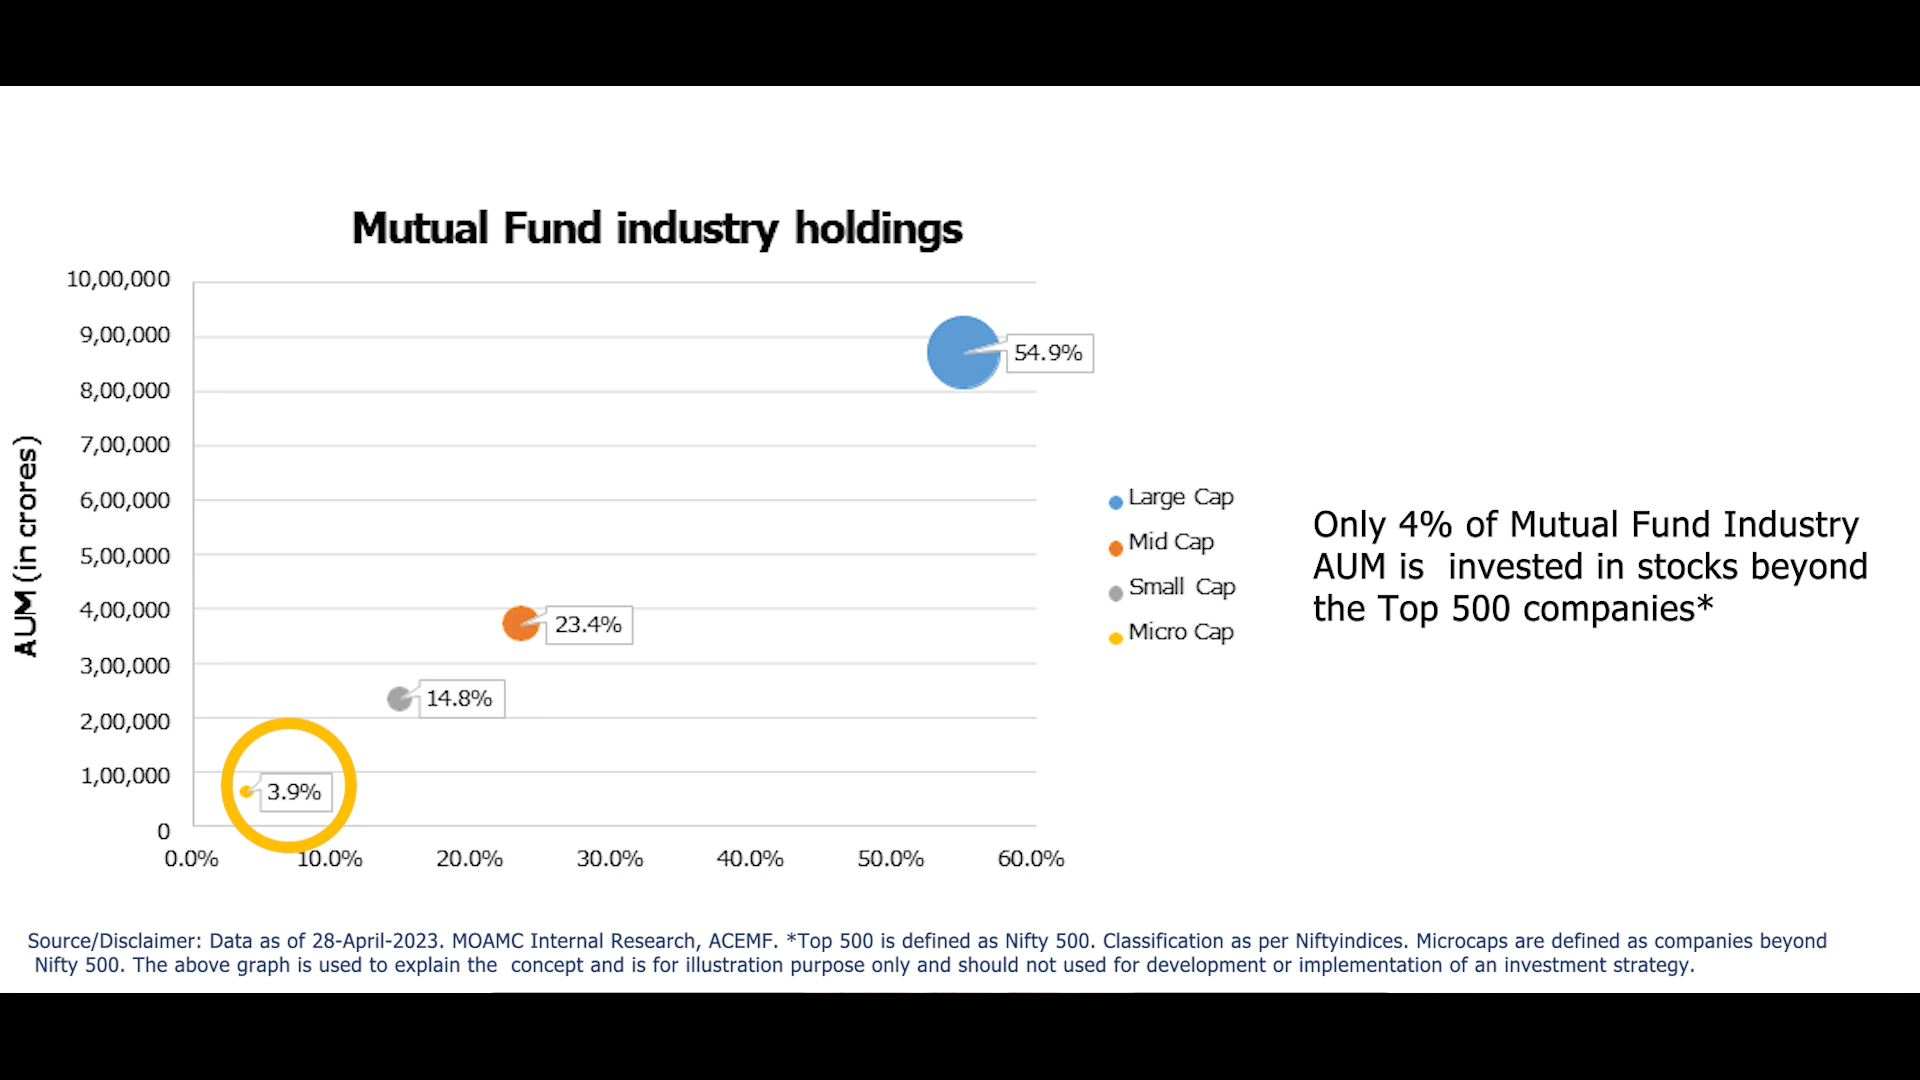 Mutual Fund industry holdings
AUM (in crores)
10,00,000
9,00,000
8,00,000
7,00,000
6,00,000
5,00,000
4,00,000
3,00,000
2,00,000
1,00,000
0
54.9%
23.4%
14.8%
3.9%
0.0% 10.0% 20.0% 30.0% 40.0% 50.0% 60.0%
Large Cap
Mid Cap
Small Cap
Micro Cap
Only 4% of Mutual Fund Industry
AUM is invested in stocks beyond
the Top 500 companies*
Source/Disclaimer: Data as of 28-April-2023. MOAMC Internal Research, ACEMF. *Top 500 is defined as Nifty 500. Classification as per Niftyindices. Microcaps are defined as companies beyond
Nifty 500. The above graph is used to explain the concept and is for illustration purpose only and should not used for development or implementation of an investment strategy.